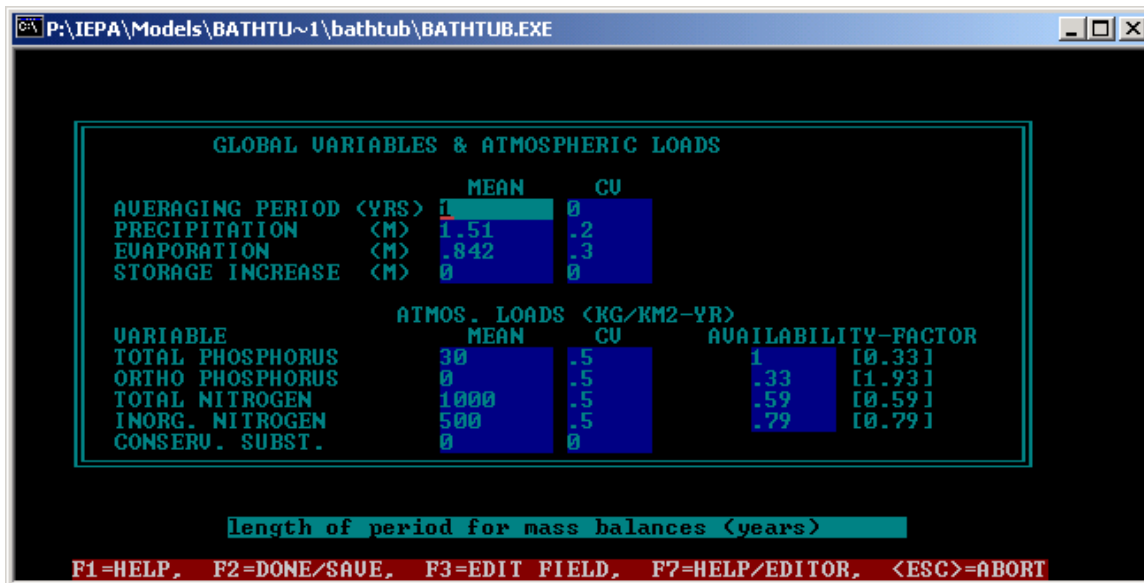 P:\IEPA\Models\BATHTU~1\bathtub\BATHTUB.EXE
GLOBAL VARIABLES & ATMOSPHERIC LOADS
MEAN CV
AVERAGING PERIOD (YRS) 1 0
PRECIPITATION (M) 1.51 .2
EVAPORATION (M) .842 .3
STORAGE INCREASE (M) 0 0
ATMOS. LOADS (KG/KM2-YR)
VARIABLE MEAN CV AVAILABILITY-FACTOR
TOTAL PHOSPHORUS 30 .5 1 [0.33]
ORTHO PHOSPHORUS 0 .5 .33 [1.93]
TOTAL NITROGEN 1000 .5 .59 [0.59]
INORG. NITROGEN 500 .5 .79 [0.79]
CONSERV. SUBST. 0 0
length of period for mass balances (years)
F1=HELP, F2=DONE/SAVE, F3=EDIT FIELD, F7=HELP/EDITOR, <ESC>=ABORT